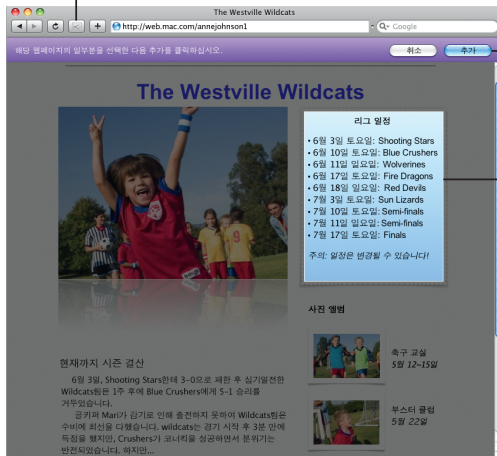 The Westville Wildcats
http://web.mac.com/annejohnson1
Google
해당 웹페이지의 일부분을 선택한 다음 추가를 클릭하십시오.
취소
추가
The Westville Wildcats
리그 일정
• 6월 3일 토요일: Shooting Stars
• 6월 10일 토요일: Blue Crushers
• 6월 11일 일요일: Wolverines
• 6월 17일 토요일: Fire Dragons
• 6월 18일 일요일: Red Devils
• 7월 3일 토요일: Sun Lizards
• 7월 10일 토요일: Semi-finals
• 7월 11일 일요일: Semi-finals
• 7월 17일 토요일: Finals
주의: 일정은 변경될 수 있습니다!
사진 앨범
축구 교실
5월 12~15일
부스터 클럽
5월 22일
현재까지 시즌 결산
6월 3일, Shooting Stars한테 3-0으로 패한 후 심기일전한
Wildcats팀은 1주 후에 Blue Crushers에게 5-1 승리를
거두었습니다.
골키퍼 Mari가 감기로 인해 출전하지 못하여 Wildcats팀은
수비에 최선을 다했습니다. wildcats는 경기 시작 후 3분 만에
득점을 했지만, Crushers가 코너킥을 성공하면서 분위기는
반전되었습니다. 하지만...